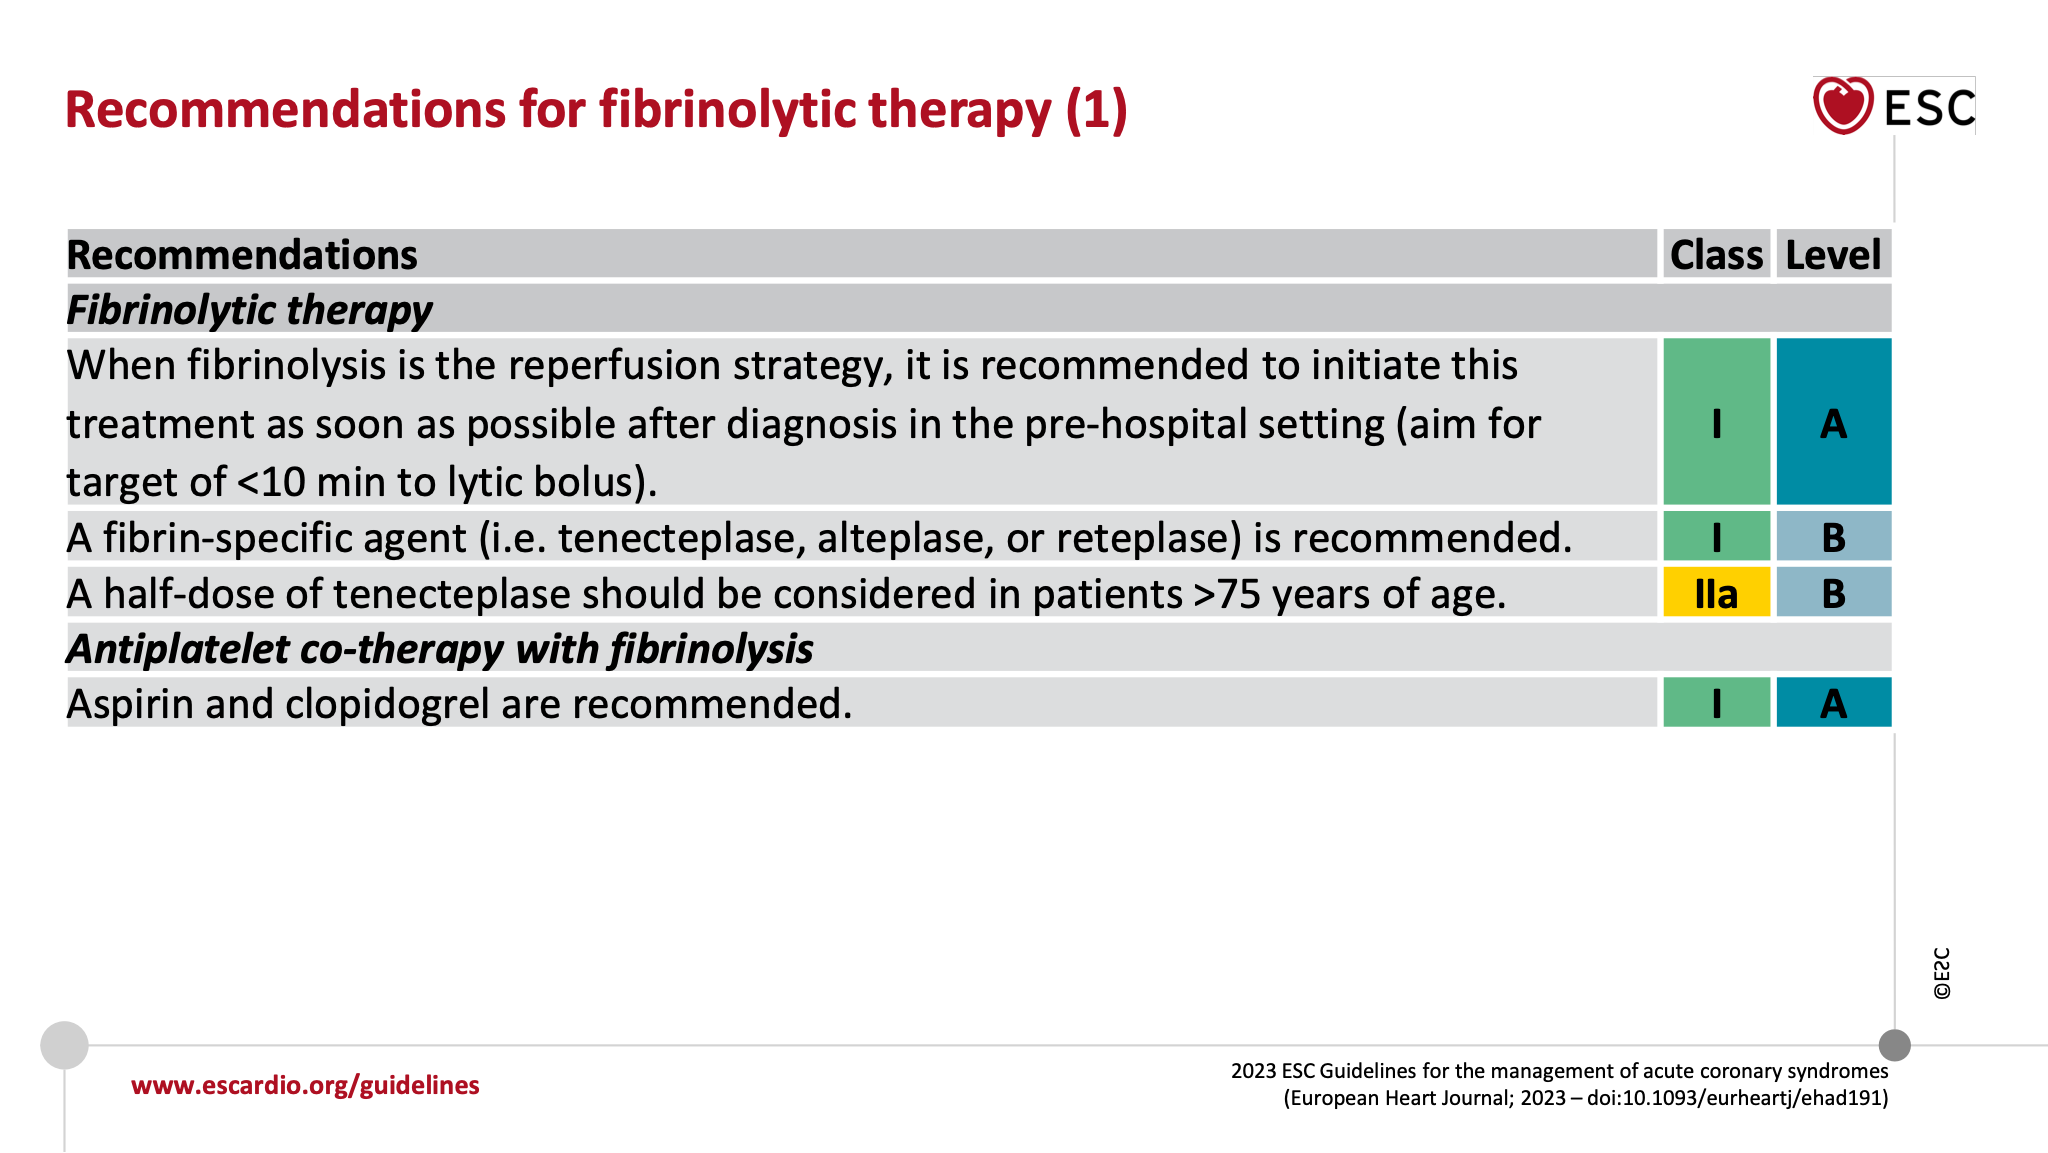 Recommendations for fibrinolytic therapy (1)
ESC
Recommendations Class Level
Fibrinolytic therapy
When fibrinolysis is the reperfusion strategy, it is recommended to initiate this
treatment as soon as possible after diagnosis in the pre-hospital setting (aim for
target of <10 min to lytic bolus).
I A
A fibrin-specific agent (i.e. tenecteplase, alteplase, or reteplase) is recommended. I B
A half-dose of tenecteplase should be considered in patients >75 years of age. IIa B
Antiplatelet co-therapy with fibrinolysis
Aspirin and clopidogrel are recommended. I A
©ESC
www.escardio.org/guidelines
2023 ESC Guidelines for the management of acute coronary syndromes
(European Heart Journal; 2023 – doi:10.1093/eurheartj/ehad191)